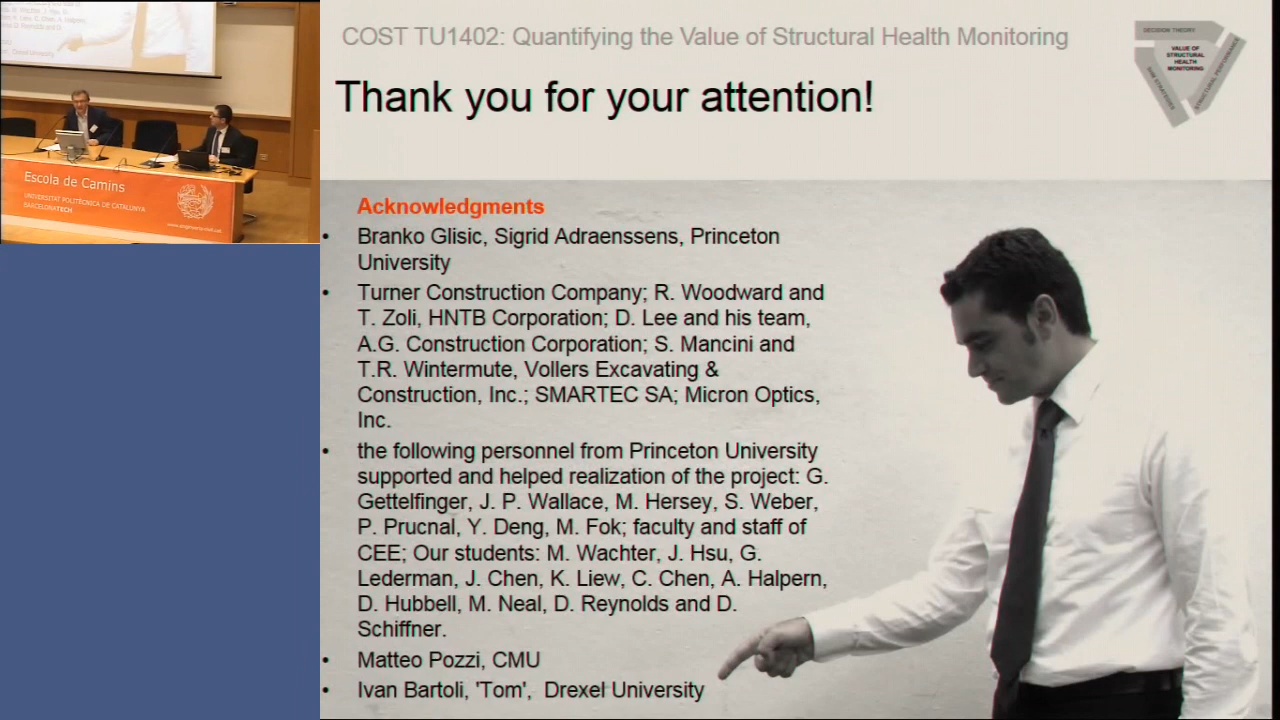 COST TU1402: Quantifying the Value of Structural Health Monitoring
DECISION THEORY
VALUE OF
STRUCTURAL
HEALTH
MONITORING
SHM STRATEGIES
STRUCTURAL PERFORMANCE
Thank you for your attention!
Escola de Camins
UNIVERSITAT POLITÈCNICA DE CATALUNYA
BARCELONATECH
Acknowledgments
• Branko Glisic, Sigrid Adraenssens, Princeton
University
• Turner Construction Company; R. Woodward and
T. Zoli, HNTB Corporation; D. Lee and his team,
A.G. Construction Corporation; S. Mancini and
T.R. Wintermute, Vollers Excavating &
Construction, Inc.; SMARTEC SA; Micron Optics,
Inc.
• the following personnel from Princeton University
supported and helped realization of the project: G.
Gettelfinger, J. P. Wallace, M. Hersey, S. Weber,
P. Prucnal, Y. Deng, M. Fok; faculty and staff of
CEE; Our students: M. Wachter, J. Hsu, G.
Lederman, J. Chen, K. Liew, C. Chen, A. Halpern,
D. Hubbell, M. Neal, D. Reynolds and D.
Schiffner.
• Matteo Pozzi, CMU
• Ivan Bartoli, 'Tom', Drexel University